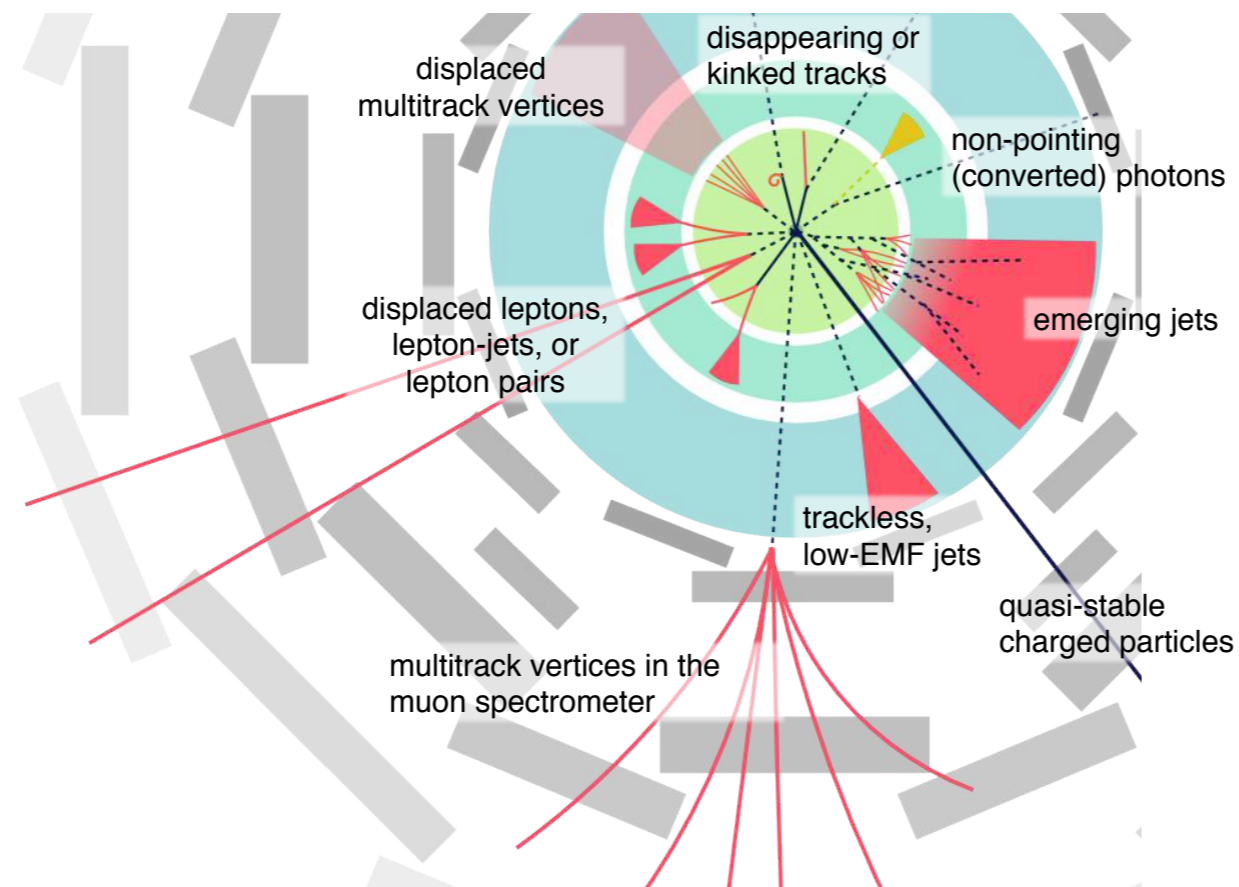 disappearing or
kinked tracks
displaced
multitrack vertices
non-pointing
(converted) photons
displaced leptons,
lepton-jets, or
lepton pairs
emerging jets
trackless,
low-EMF jets
quasi-stable
charged particles
multitrack vertices in the
muon spectrometer